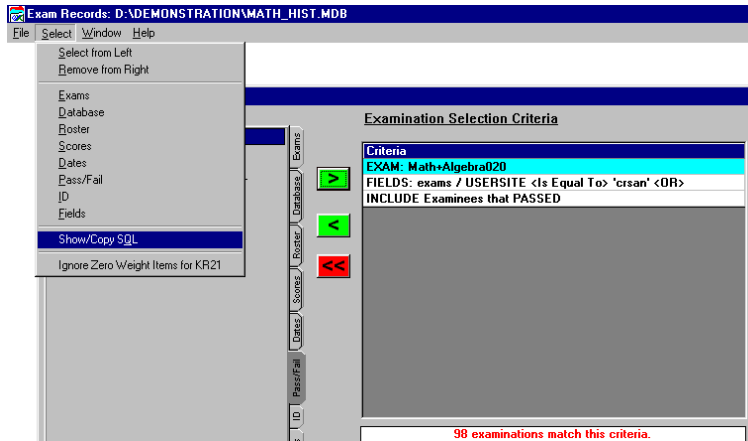 Exam Records: D:\DEMONSTRATION\MATH_HIST.MDB
File Select Window Help
Select from Left
Remove from Right
Exams
Database
Roster
Scores
Dates
Pass/Fail
ID
Fields
Show/Copy SQL
Ignore Zero Weight Items for KR21
Exams
Database
Roster
Scores
Dates
Pass/Fail
ID
>
<
<<
Examination Selection Criteria
Criteria
EXAM: Math+Algebra020
FIELDS: exams / USERSITE <Is Equal To> 'crsan' <OR>
INCLUDE Examinees that PASSED
98 examinations match this criteria.